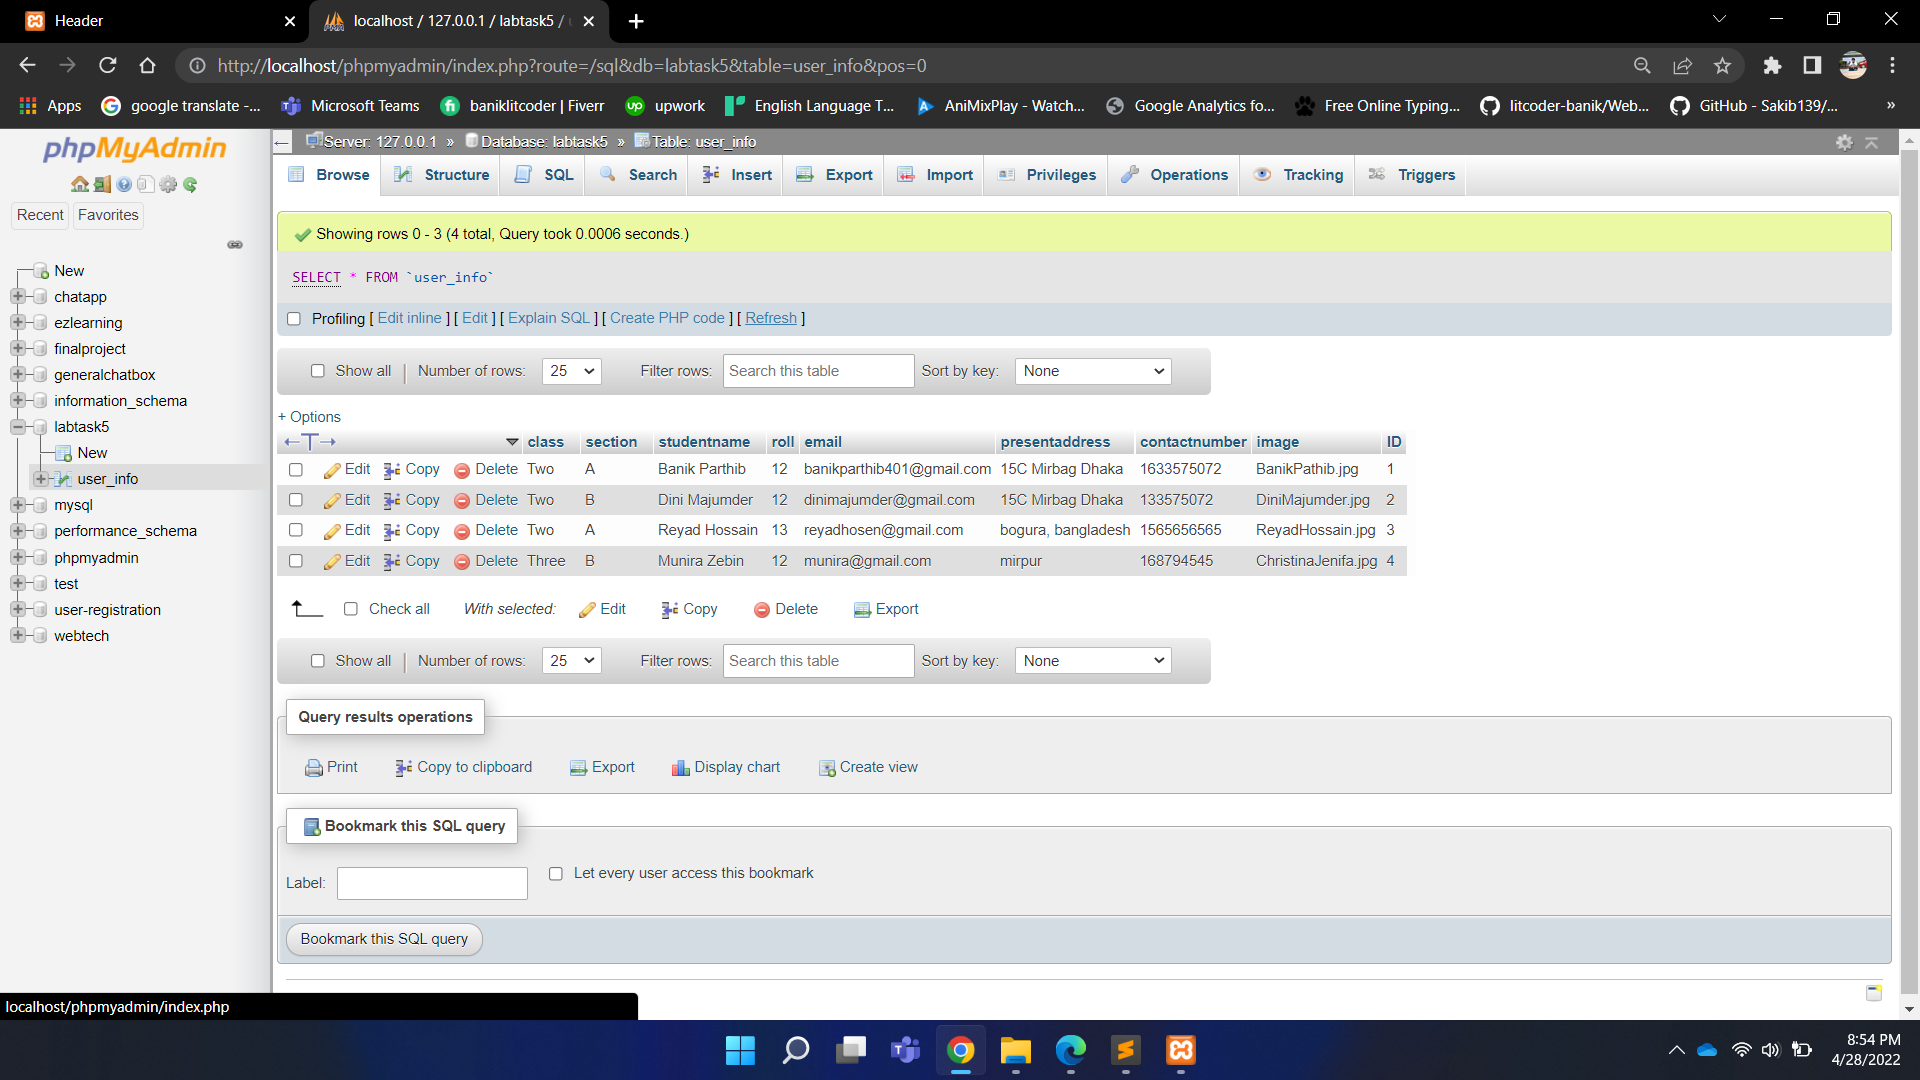 Header
localhost / 127.0.0.1 / labtask5 /
http://localhost/phpmyadmin/index.php?route=/sql&db=labtask5&table=user_info&pos=0
Apps
google translate -...
Microsoft Teams
baniklitcoder | Fiverr
upwork
English Language T...
AniMixPlay - Watch...
Google Analytics fo...
Free Online Typing...
litcoder-banik/Web...
GitHub - Sakib139/...
»
phpMyAdmin
Recent
Favorites
New
chatapp
ezlearning
finalproject
generalchatbox
information_schema
labtask5
New
user_info
mysql
performance_schema
phpmyadmin
test
user-registration
webtech
Server: 127.0.0.1 » Database: labtask5 » Table: user_info
Browse Structure SQL Search Insert Export Import Privileges Operations Tracking Triggers
Showing rows 0 - 3 (4 total, Query took 0.0006 seconds.)
SELECT * FROM `user_info`
Profiling [ Edit inline ] [ Edit ] [ Explain SQL ] [ Create PHP code ] [ Refresh ]
Show all | Number of rows: 25 Filter rows: Search this table Sort by key: None
+ Options
←T→ class section studentname roll email presentaddress contactnumber image ID
Edit Copy Delete Two A Banik Parthib 12 banikparthib401@gmail.com 15C Mirbag Dhaka 1633575072 BanikPathib.jpg 1
Edit Copy Delete Two B Dini Majumder 12 dinimajumder@gmail.com 15C Mirbag Dhaka 133575072 DiniMajumder.jpg 2
Edit Copy Delete Two A Reyad Hossain 13 reyadhosen@gmail.com bogura, bangladesh 1565656565 ReyadHossain.jpg 3
Edit Copy Delete Three B Munira Zebin 12 munira@gmail.com mirpur 168794545 ChristinaJenifa.jpg 4
Check all With selected: Edit Copy Delete Export
Show all | Number of rows: 25 Filter rows: Search this table Sort by key: None
Query results operations
Print Copy to clipboard Export Display chart Create view
Bookmark this SQL query
Label: Let every user access this bookmark
Bookmark this SQL query
localhost/phpmyadmin/index.php
8:54 PM
4/28/2022